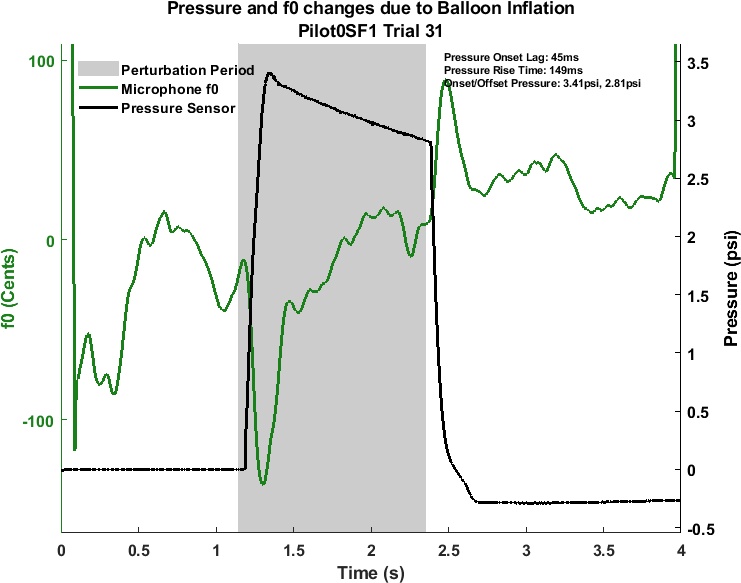 Pressure and f0 changes due to Balloon Inflation
Pilot0SF1 Trial 31
Perturbation Period
Microphone f0
Pressure Sensor
Pressure Onset Lag: 45ms
Pressure Rise Time: 149ms
Onset/Offset Pressure: 3.41psi, 2.81psi
100
0
-100
f0 (Cents)
3.5
3
2.5
2
1.5
1
0.5
0
-0.5
Pressure (psi)
0
0.5
1
1.5
2
2.5
3
3.5
4
Time (s)